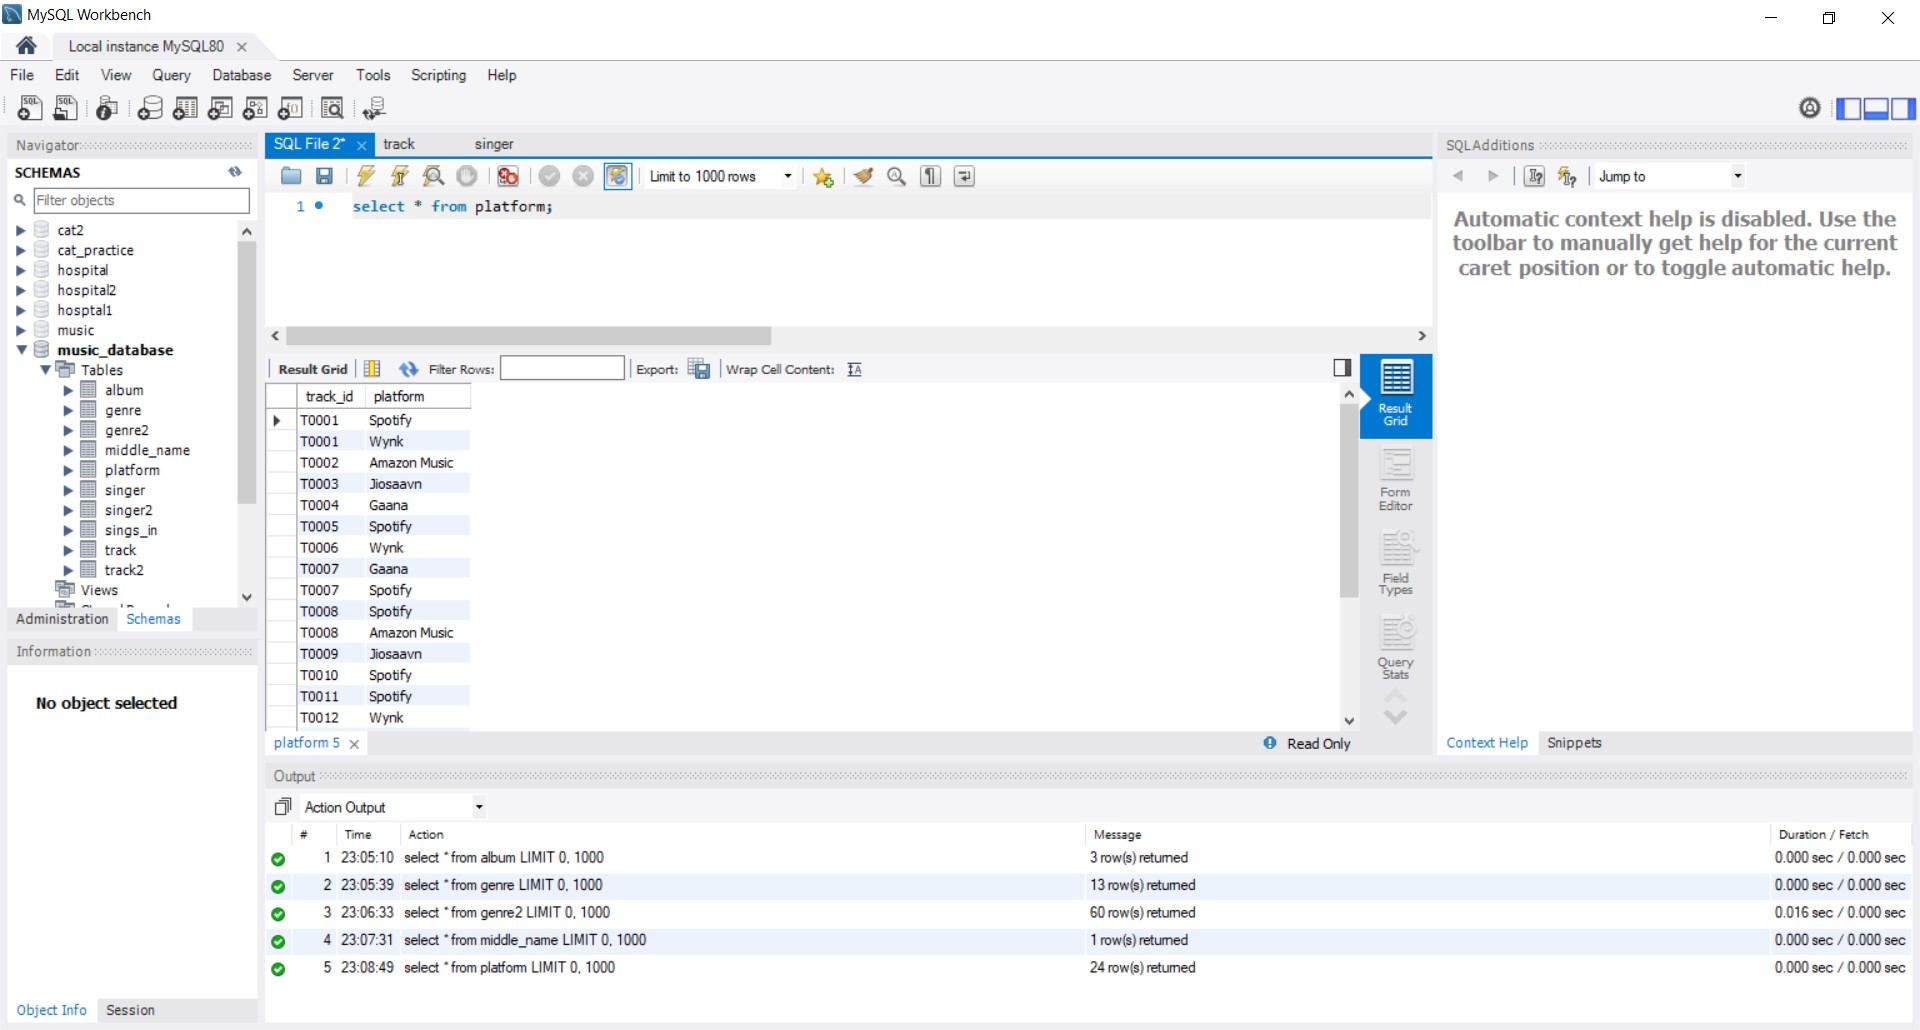 MySQL Workbench
Local instance MySQL80
File Edit View Query Database Server Tools Scripting Help
Navigator
SCHEMAS
Filter objects
cat2
cat_practice
hospital
hospital2
hosptal1
music
music_database
Tables
album
genre
genre2
middle_name
platform
singer
singer2
sings_in
track
track2
Views
Administration Schemas
Information
No object selected
Object Info Session
SQL File 2* track singer
Limit to 1000 rows
1 select * from platform;
Result Grid Filter Rows: Export: Wrap Cell Content:
track_id platform
T0001 Spotify
T0001 Wynk
T0002 Amazon Music
T0003 Jiosaavn
T0004 Gaana
T0005 Spotify
T0006 Wynk
T0007 Gaana
T0007 Spotify
T0008 Spotify
T0008 Amazon Music
T0009 Jiosaavn
T0010 Spotify
T0011 Spotify
T0012 Wynk
Result
Grid
Form
Editor
Field
Types
Query
Stats
platform 5 Read Only
SQLAdditions
Jump to
Automatic context help is disabled. Use the
toolbar to manually get help for the current
caret position or to toggle automatic help.
Context Help Snippets
Output
Action Output
# Time Action Message Duration / Fetch
1 23:05:10 select * from album LIMIT 0, 1000 3 row(s) returned 0.000 sec / 0.000 sec
2 23:05:39 select * from genre LIMIT 0, 1000 13 row(s) returned 0.000 sec / 0.000 sec
3 23:06:33 select * from genre2 LIMIT 0, 1000 60 row(s) returned 0.016 sec / 0.000 sec
4 23:07:31 select * from middle_name LIMIT 0, 1000 1 row(s) returned 0.000 sec / 0.000 sec
5 23:08:49 select * from platform LIMIT 0, 1000 24 row(s) returned 0.000 sec / 0.000 sec